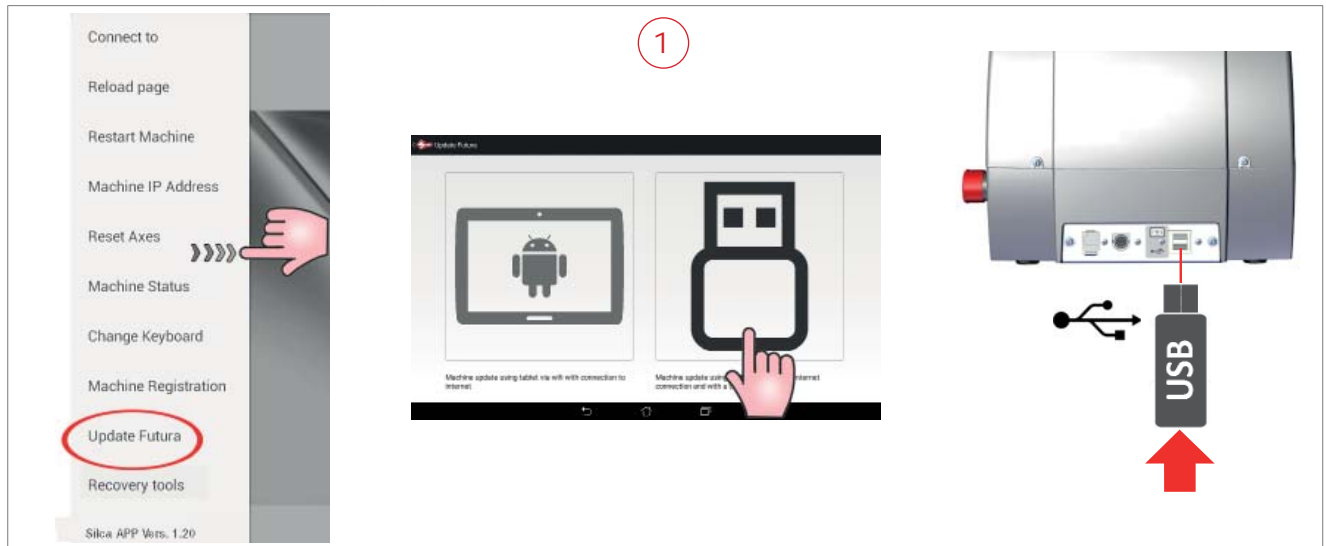 Connect to
Reload page
Restart Machine
Machine IP Address
Reset Axes
Machine Status
Change Keyboard
Machine Registration
Update Futura
Recovery tools
Silca APP Vers. 1.20
1
Update Futura
Machine update using tablet via wifi with connection to
internet
Machine update using internet
connection and with a
USB